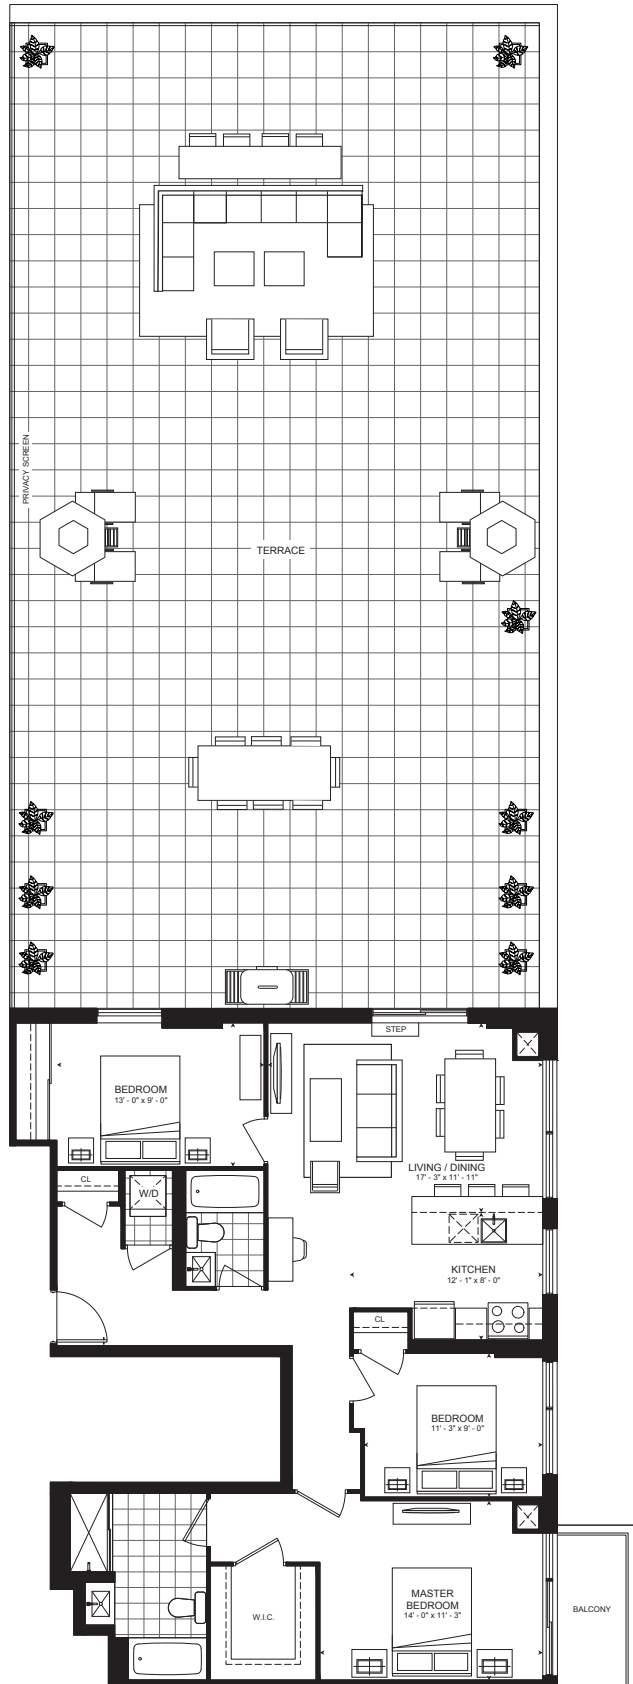 PRIVACY SCREEN
TERRACE
STEP
BEDROOM
13' - 0" x 9' - 0"
LIVING / DINING
17' - 3" x 11' - 11"
CL
W/D
KITCHEN
12' - 1" x 8' - 0"
CL
BEDROOM
11' - 3" x 9' - 0"
MASTER
BEDROOM
14' - 0" x 11' - 3"
W.I.C.
BALCONY